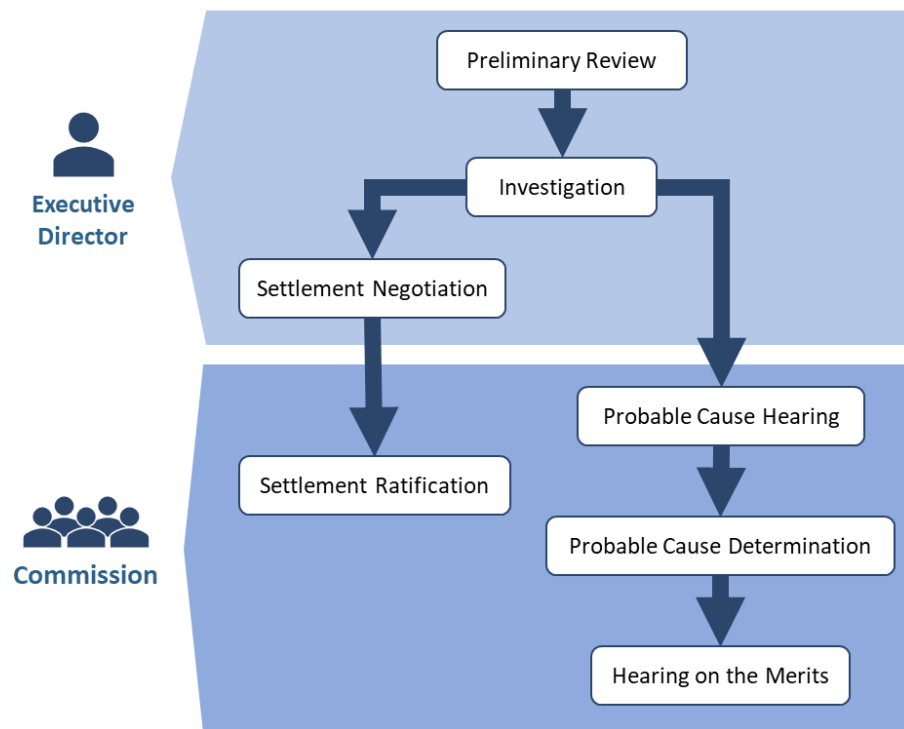 Preliminary Review
Executive
Director
Investigation
Settlement Negotiation
Probable Cause Hearing
Settlement Ratification
Commission
Probable Cause Determination
Hearing on the Merits